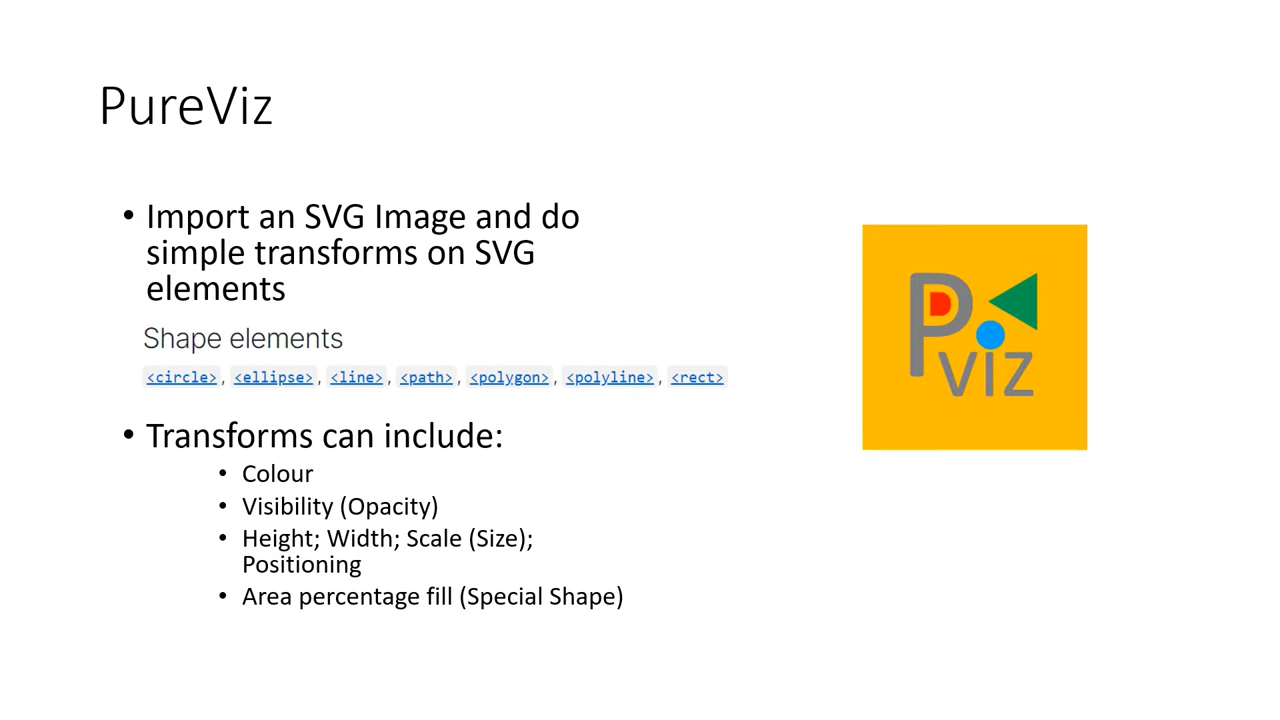 PureViz
• Import an SVG Image and do
simple transforms on SVG
elements
Shape elements
<circle>, <ellipse>, <line>, <path>, <polygon>, <polyline>, <rect>
• Transforms can include:
• Colour
• Visibility (Opacity)
• Height; Width; Scale (Size);
Positioning
• Area percentage fill (Special Shape)
P
viz